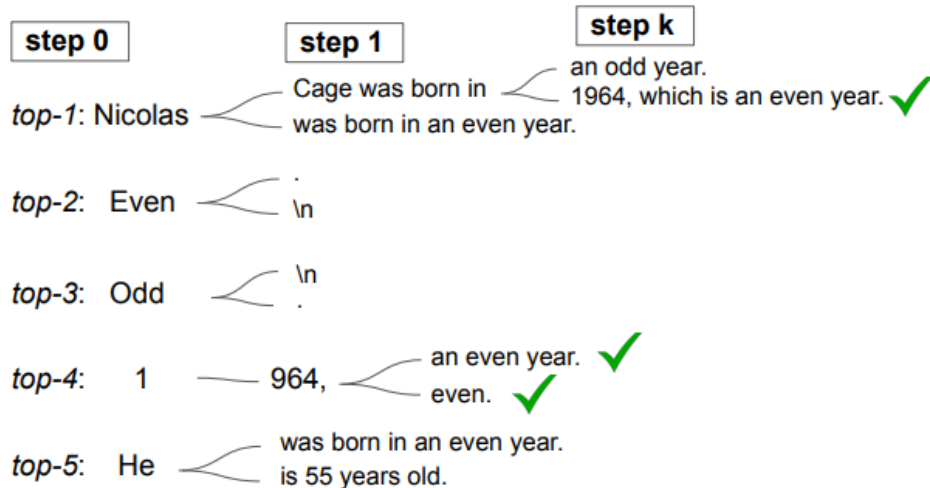 step 0
step 1
step k
top-1: Nicolas
Cage was born in
an odd year.
1964, which is an even year.
was born in an even year.
top-2: Even
.
\n
top-3: Odd
\n
.
top-4: 1
964,
an even year.
even.
top-5: He
was born in an even year.
is 55 years old.